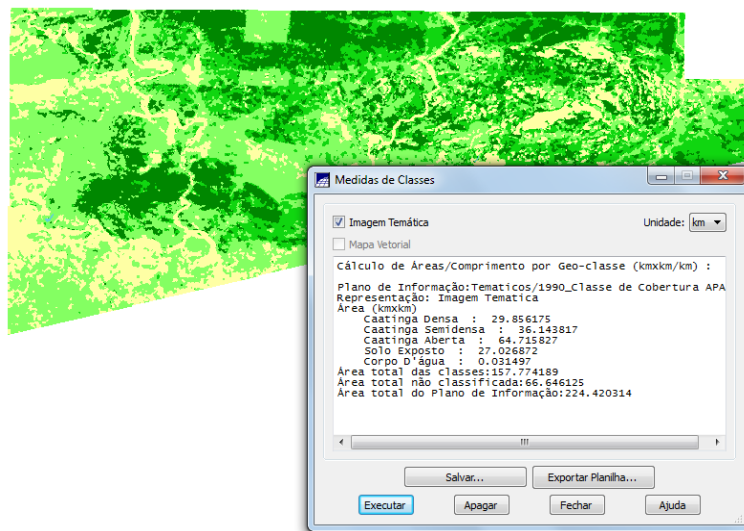 Medidas de Classes
Imagem Temática
Unidade: km
Mapa Vetorial
Cálculo de Áreas/Comprimento por Geo-classe (kmxkm/km) :
Plano de Informação:Tematicos/1990_Classe de Cobertura APA
Representação: Imagem Tematica
Área (kmxkm)
Caatinga Densa : 29.856175
Caatinga Semidensa : 36.143817
Caatinga Aberta : 64.715827
Solo Exposto : 27.026872
Corpo D'água : 0.031497
Área total das classes:157.774189
Área total não classificada:66.646125
Área total do Plano de Informação:224.420314
Salvar...
Exportar Planilha...
Executar
Apagar
Fechar
Ajuda